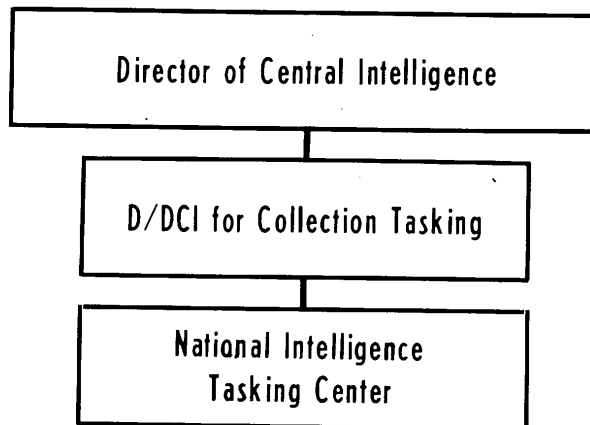 Director of Central Intelligence
D/DCI for Collection Tasking
National Intelligence
Tasking Center